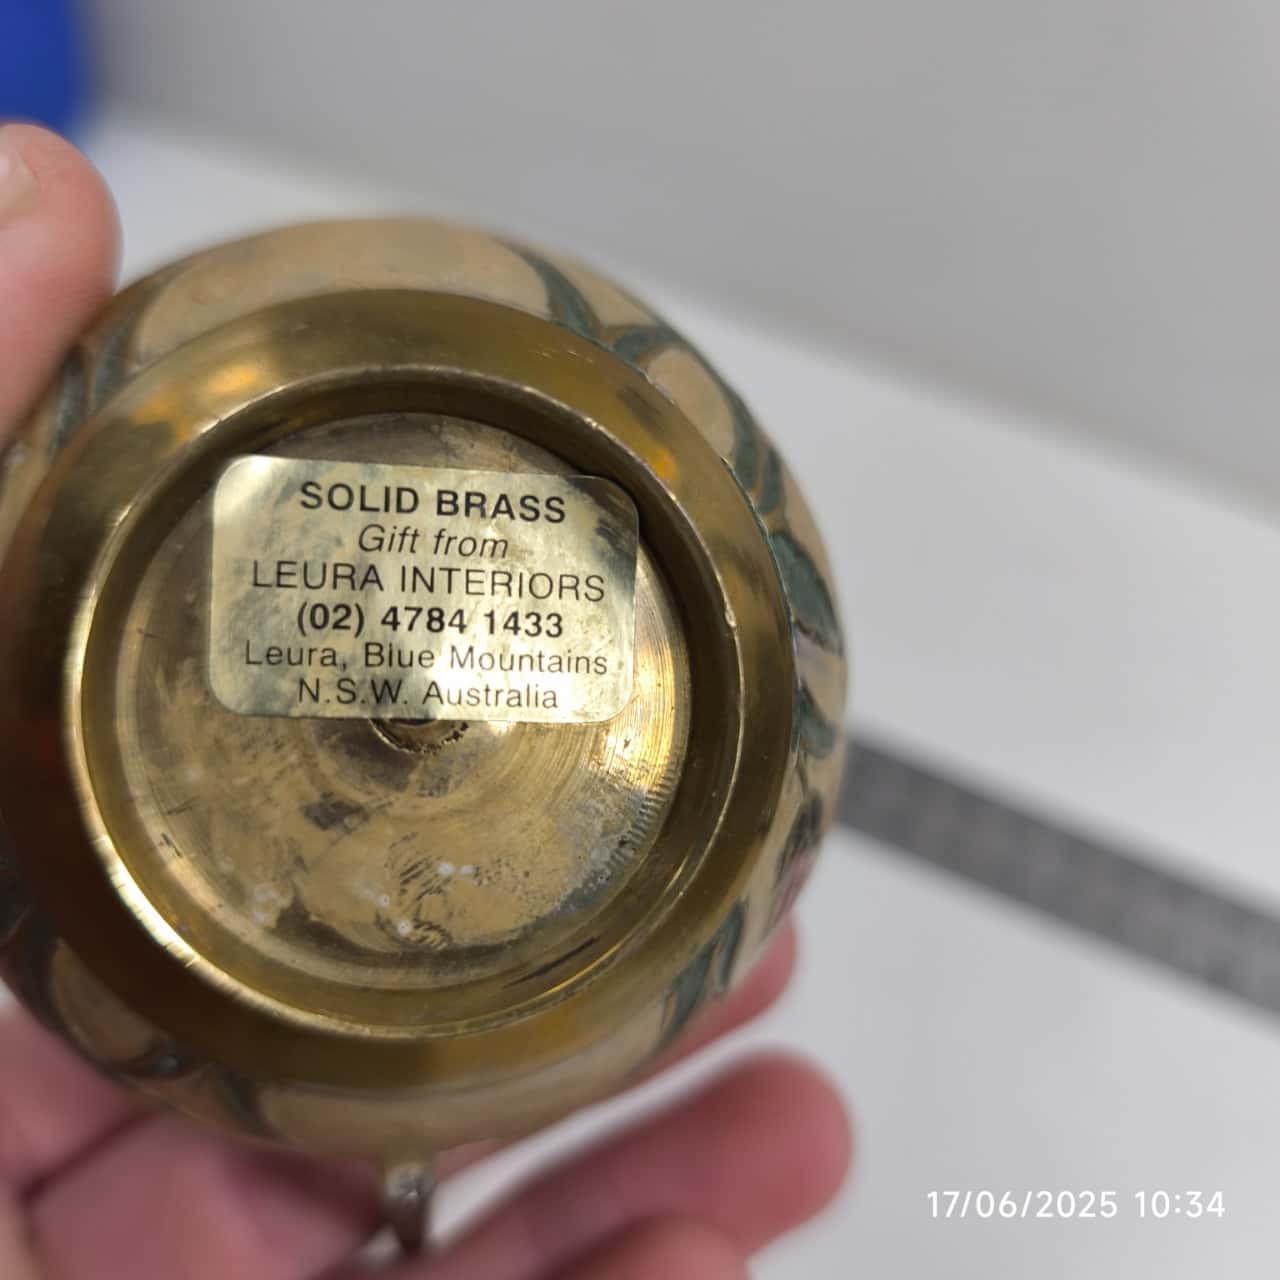 SOLID BRASS
Gift from
LEURA INTERIORS
(02) 4784 1433
Leura, Blue Mountains
N.S.W. Australia
17/06/2025 10:34